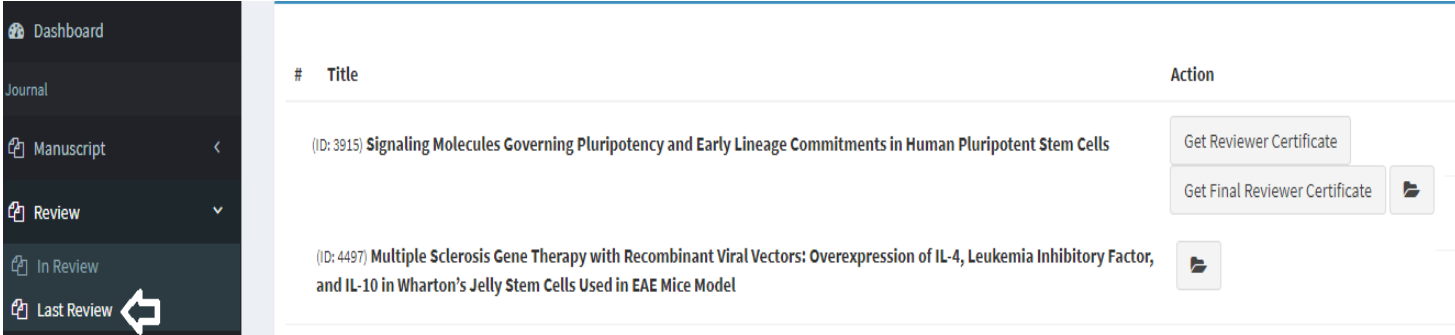 Dashboard
Journal
Manuscript
Review
In Review
Last Review
# Title Action
(ID: 3915) Signaling Molecules Governing Pluripotency and Early Lineage Commitments in Human Pluripotent Stem Cells
Get Reviewer Certificate
Get Final Reviewer Certificate
(ID: 4497) Multiple Sclerosis Gene Therapy with Recombinant Viral Vectors: Overexpression of IL-4, Leukemia Inhibitory Factor,
and IL-10 in Wharton's Jelly Stem Cells Used in EAE Mice Model